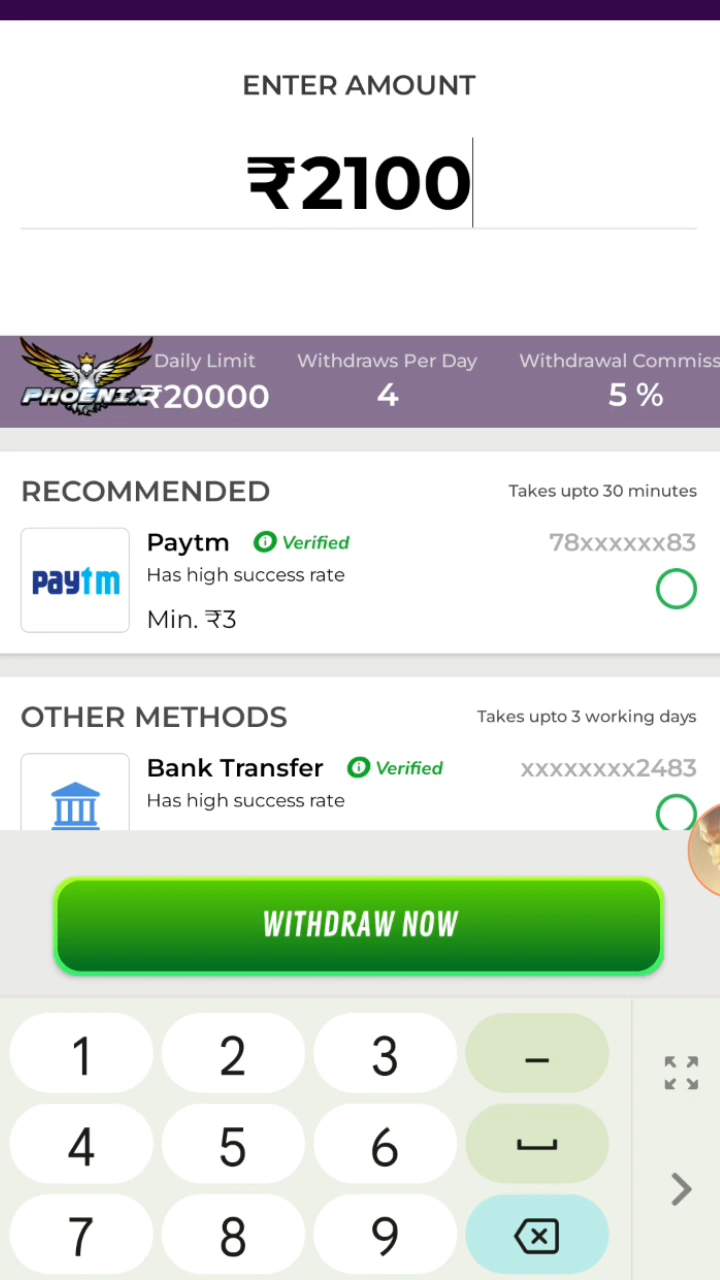 ENTER AMOUNT
₹2100
Daily Limit Withdraws Per Day Withdrawal Commiss
PHOENIX ₹20000 4 5 %
RECOMMENDED Takes upto 30 minutes
Paytm Verified 78xxxxxx83
Has high success rate
paytm
Min. ₹3
OTHER METHODS Takes upto 3 working days
Bank Transfer Verified xxxxxxxx2483
Has high success rate
WITHDRAW NOW
1 2 3 –
4 5 6
7 8 9